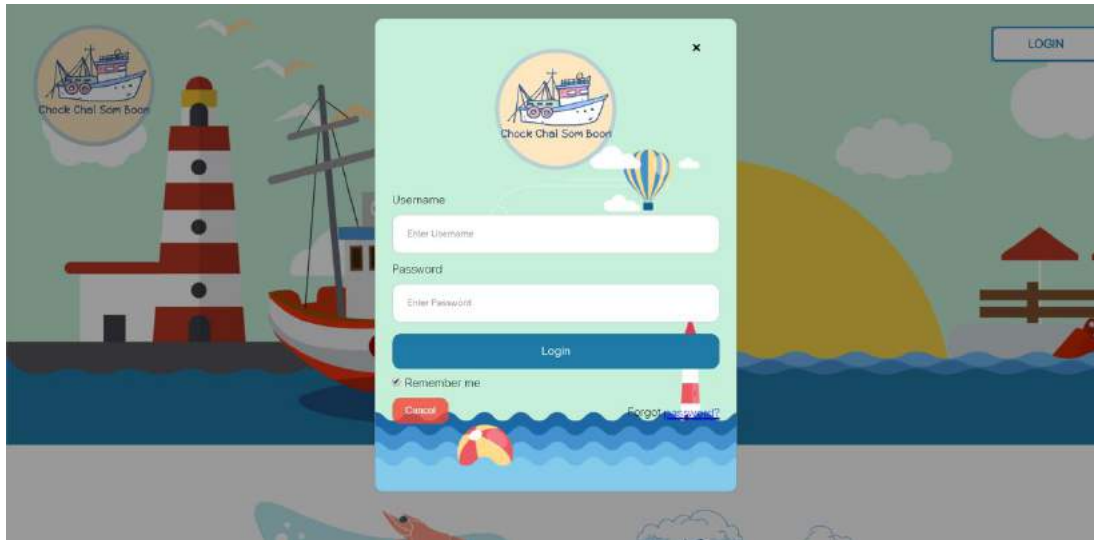 Chock Chai Som Boon
LOGIN
×
Chock Chai Som Boon
Username
Enter Username
Password
Enter Password
Login
Remember me
Cancel
Forgot password?